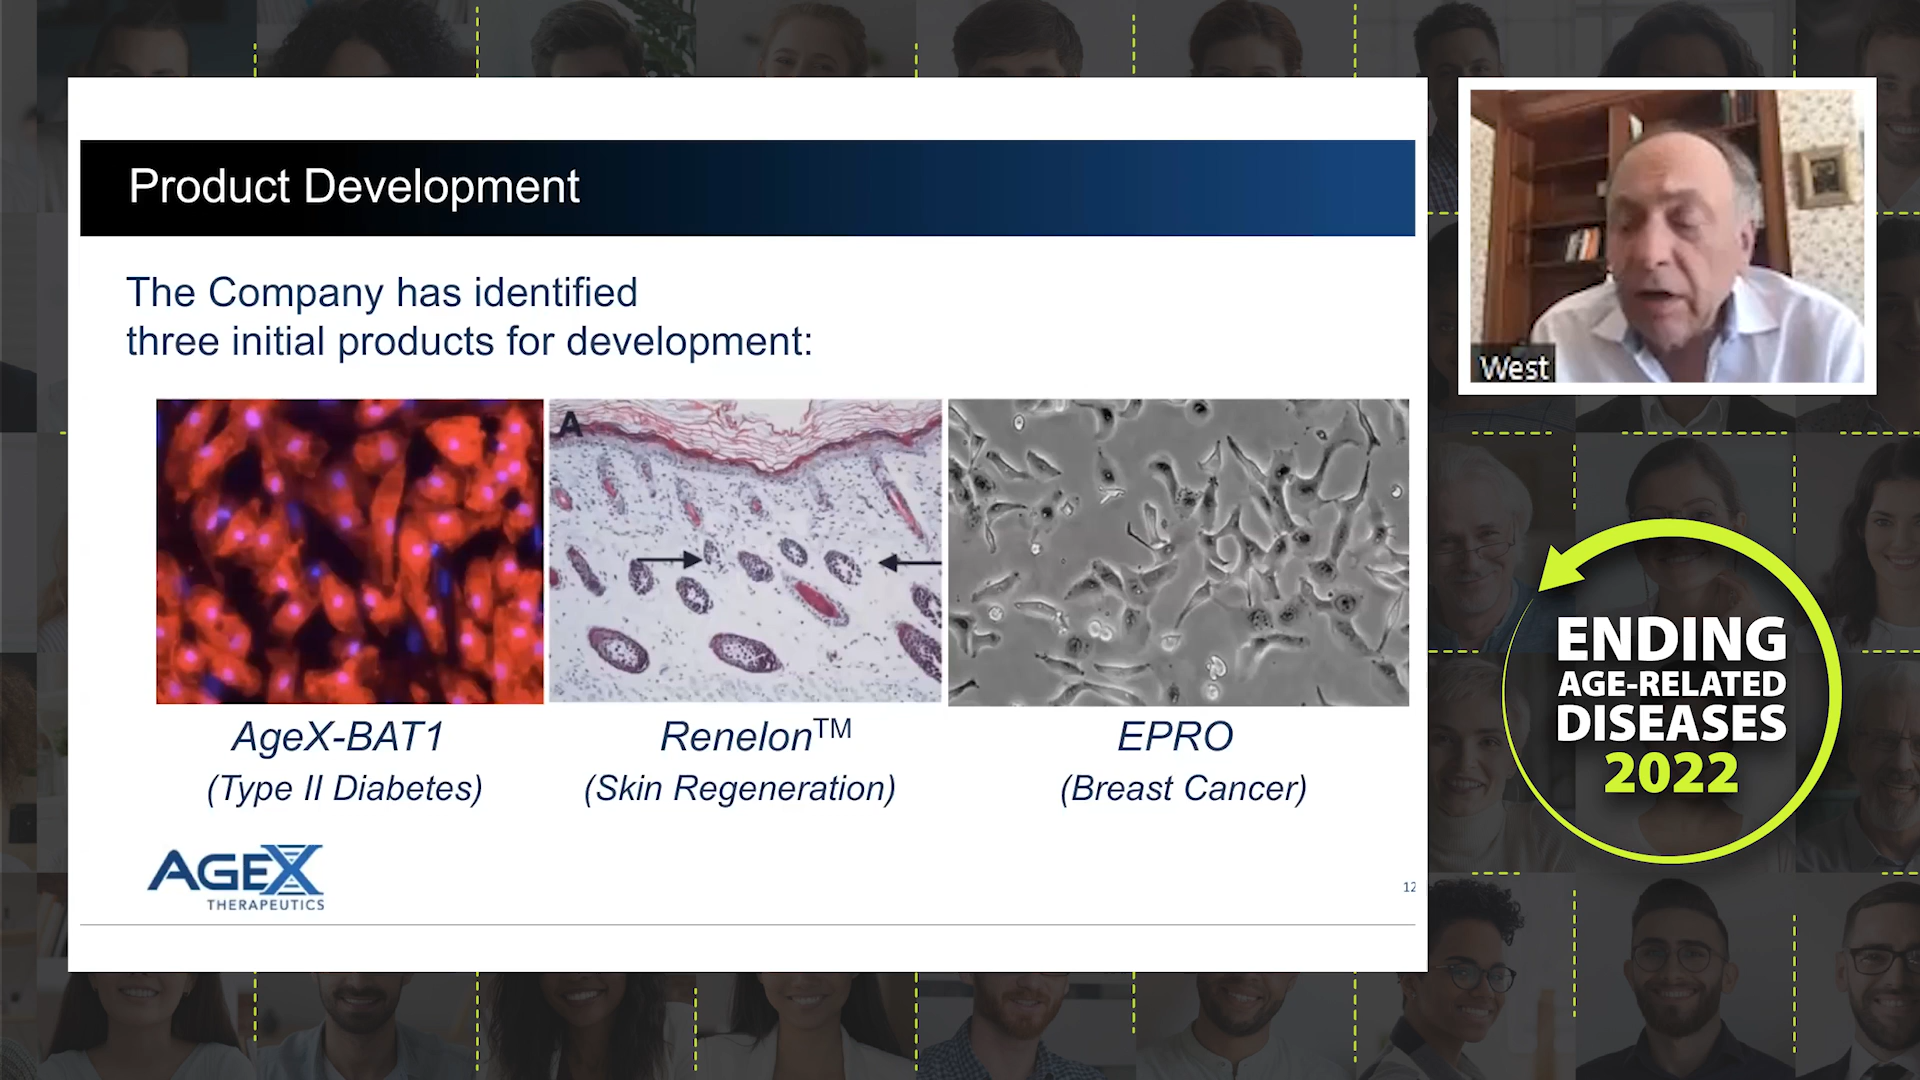 Product Development
The Company has identified
three initial products for development:
A
AgeX-BAT1
(Type II Diabetes)
Renelon™
(Skin Regeneration)
EPRO
(Breast Cancer)
AGEX
THERAPEUTICS
12
West
ENDING
AGE-RELATED
DISEASES
2022